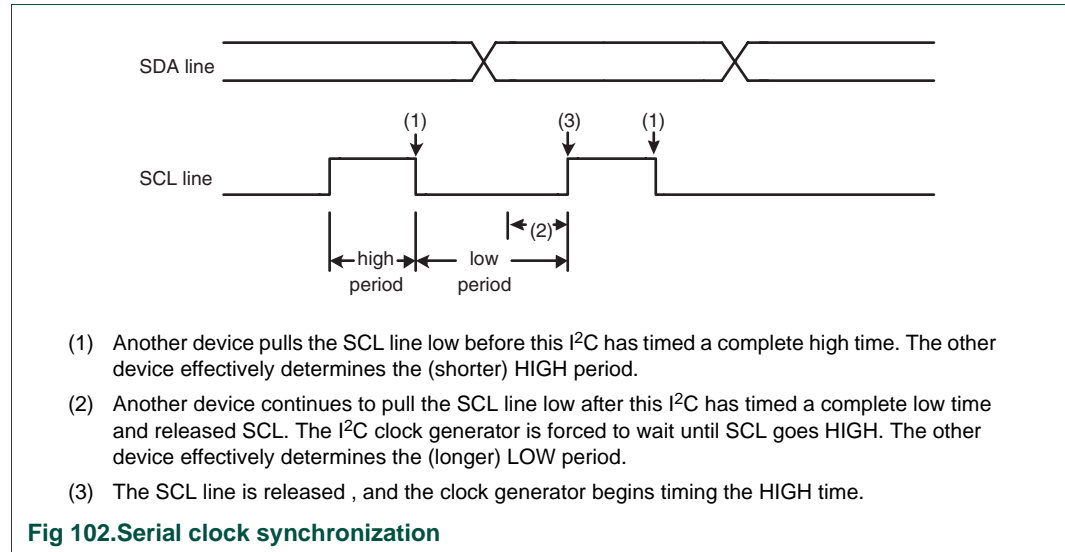 SDA line
(1) (3) (1)
SCL line
(2)
high low
period period
(1) Another device pulls the SCL line low before this I2C has timed a complete high time. The other
device effectively determines the (shorter) HIGH period.
(2) Another device continues to pull the SCL line low after this I2C has timed a complete low time
and released SCL. The I2C clock generator is forced to wait until SCL goes HIGH. The other
device effectively determines the (longer) LOW period.
(3) The SCL line is released , and the clock generator begins timing the HIGH time.
Fig 102.Serial clock synchronization